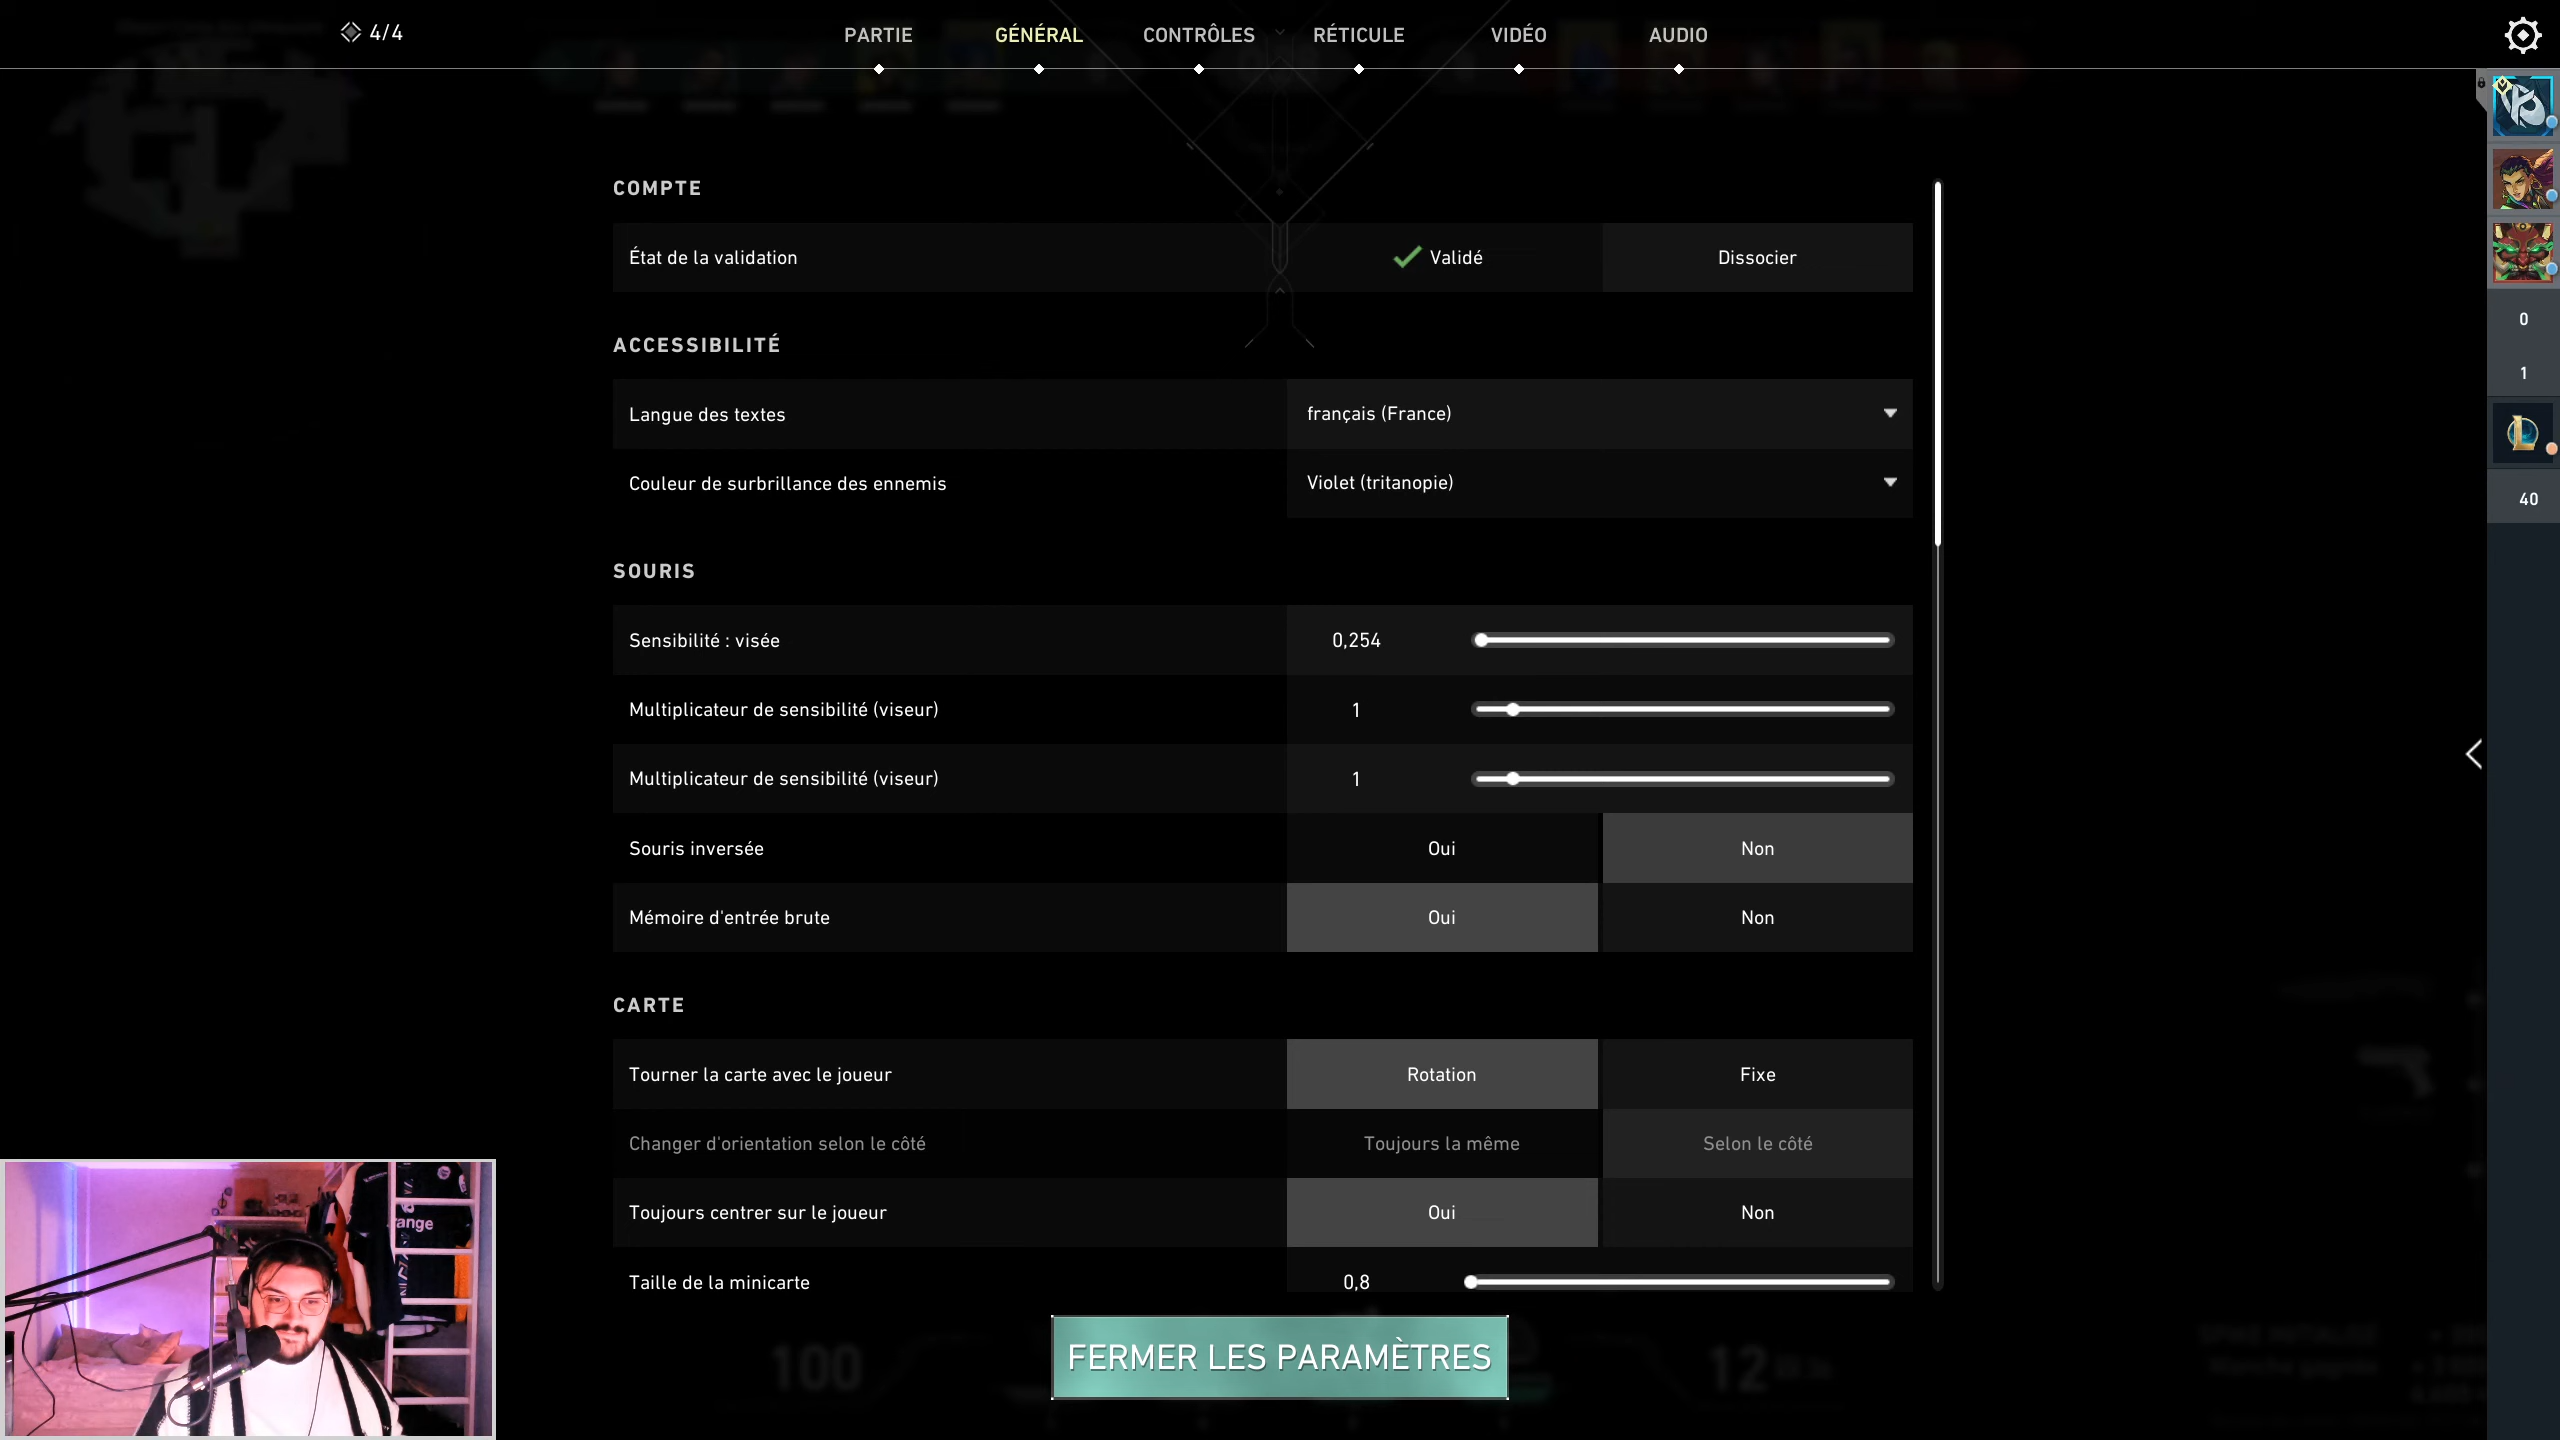 4/4
PARTIE GÉNÉRAL CONTRÔLES RÉTICULE VIDÉO AUDIO
COMPTE
État de la validation Validé Dissocier
ACCESSIBILITÉ
Langue des textes français (France)
Couleur de surbrillance des ennemis Violet (tritanopie)
SOURIS
Sensibilité : visée 0,254
Multiplicateur de sensibilité (viseur) 1
Multiplicateur de sensibilité (viseur) 1
Souris inversée Oui Non
Mémoire d'entrée brute Oui Non
CARTE
Tourner la carte avec le joueur Rotation Fixe
Changer d'orientation selon le côté Toujours la même Selon le côté
Toujours centrer sur le joueur Oui Non
Taille de la minicarte 0,8
FERMER LES PARAMÈTRES
100
12
0
1
40